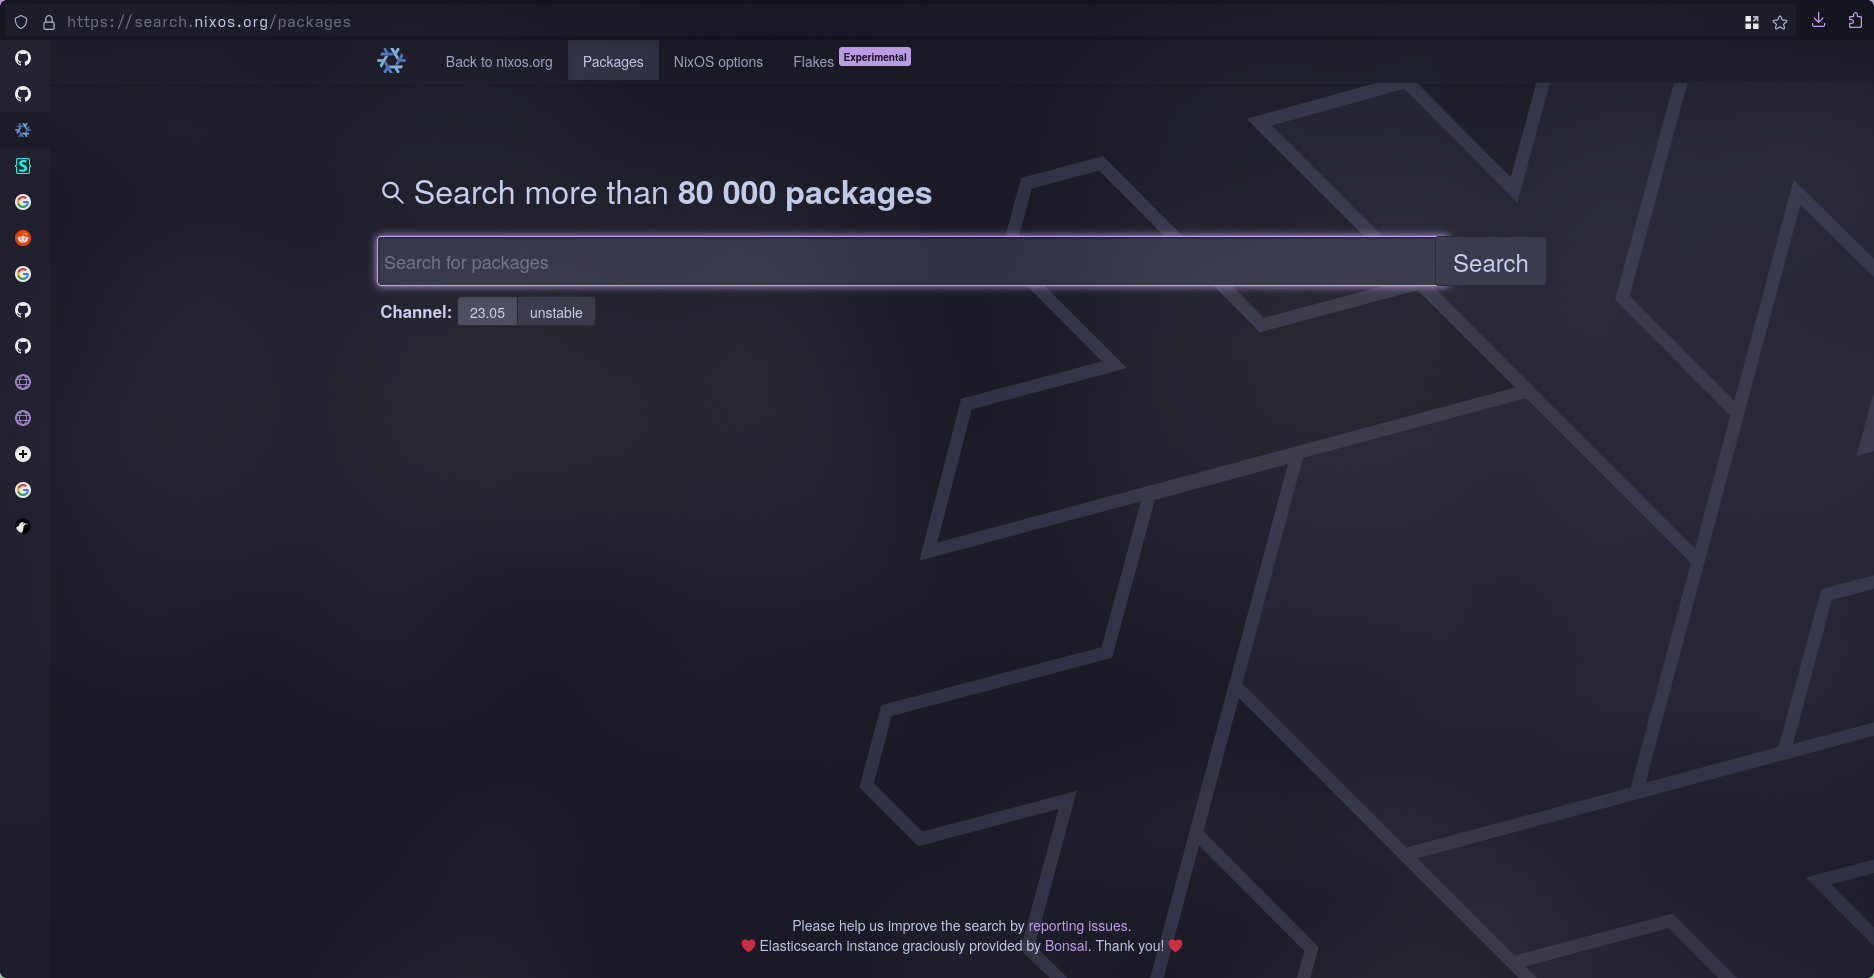 https://search.nixos.org/packages
Back to nixos.org Packages NixOS options Flakes Experimental
Search more than 80 000 packages
Search for packages Search
Channel: 23.05 unstable
Please help us improve the search by reporting issues.
❤️ Elasticsearch instance graciously provided by Bonsai. Thank you! ❤️